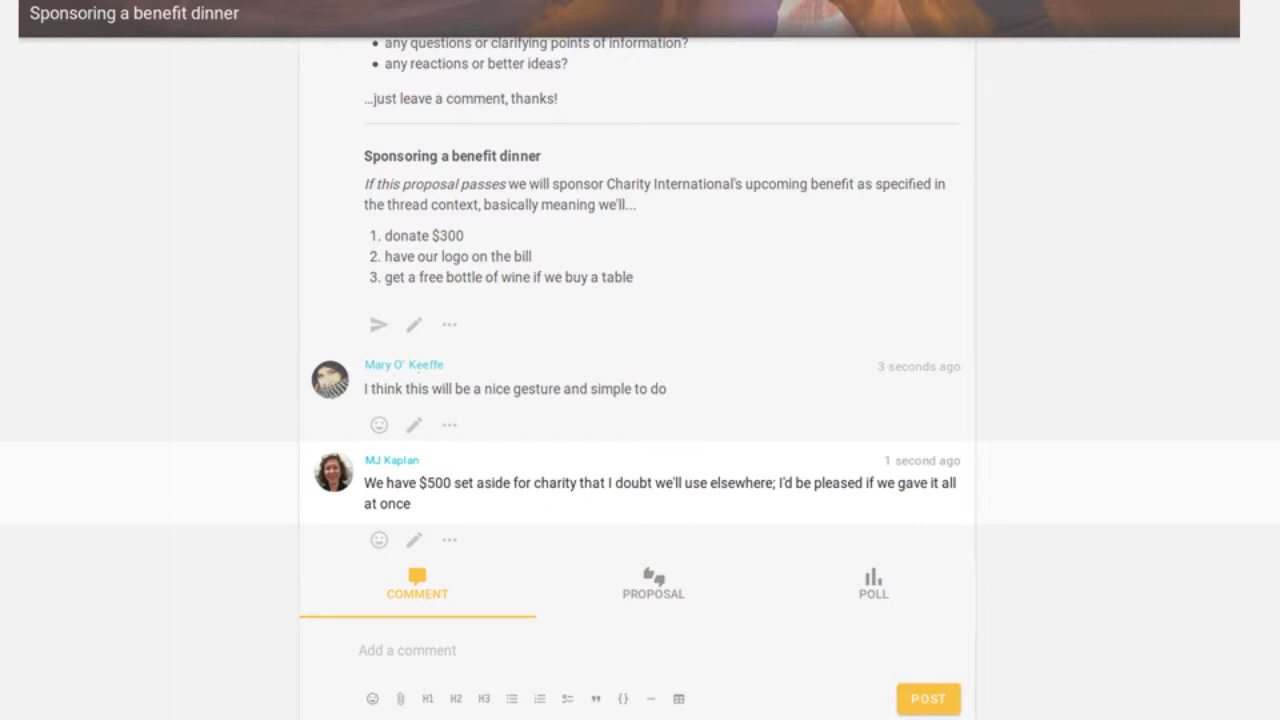 Sponsoring a benefit dinner
• any questions or clarifying points of information?
• any reactions or better ideas?
...just leave a comment, thanks!
Sponsoring a benefit dinner
If this proposal passes we will sponsor Charity International's upcoming benefit as specified in
the thread context, basically meaning we'll...
1. donate $300
2. have our logo on the bill
3. get a free bottle of wine if we buy a table
Mary O' Keeffe
3 seconds ago
I think this will be a nice gesture and simple to do
MJ Kaplan
1 second ago
We have $500 set aside for charity that I doubt we'll use elsewhere; I'd be pleased if we gave it all
at once
COMMENT
PROPOSAL
POLL
Add a comment
H1 H2 H3
POST